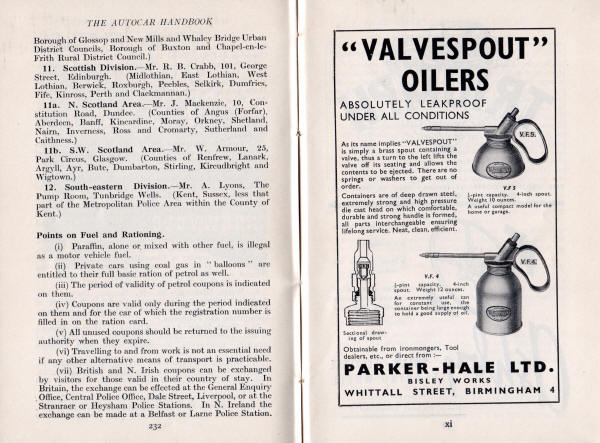 THE AUTOCAR HANDBOOK
Borough of Glossop and New Mills and Whaley Bridge Urban
District Councils, Borough of Buxton and Chapel-en-le-
Frith Rural District Council.)
11. Scottish Division.—Mr. R. B. Crabb, 101, George
Street, Edinburgh. (Midlothian, East Lothian, West
Lothian, Berwick, Roxburgh, Peebles, Selkirk, Dumfries,
Fife, Kinross, Perth and Clackmannan.)
11a. N. Scotland Area.—Mr. J. Mackenzie, 10, Con-
stitution Road, Dundee. (Counties of Angus (Forfar),
Aberdeen, Banff, Kincardine, Moray, Orkney, Shetland,
Nairn, Inverness, Ross and Cromarty, Sutherland and
Caithness.)
11b. S.W. Scotland Area.—Mr. W. Armour, 25,
Park Circus, Glasgow. (Counties of Renfrew, Lanark,
Argyll, Ayr, Bute, Dumbarton, Stirling, Kircudbright and
Wigtown.)
12. South-eastern Division.—Mr. A. Lyons, The
Pump Room, Tunbridge Wells. (Kent, Sussex, less that
part of the Metropolitan Police Area within the County of
Kent.)
Points on Fuel and Rationing.
(i) Paraffin, alone or mixed with other fuel, is illegal
as a motor vehicle fuel.
(ii) Private cars using coal gas in "balloons" are
entitled to their full basic ration of petrol as well.
(iii) The period of validity of petrol coupons is indicated
on them.
(iv) Coupons are valid only during the period indicated
on them and for the car of which the registration number is
filled in on the ration card.
(v) All unused coupons should be returned to the issuing
authority when they expire.
(vi) Travelling to and from work is not an essential need
if any other alternative means of transport is practicable.
(vii) British and N. Irish coupons can be exchanged
by visitors for those valid in their country of stay. In
Britain, the exchange can be effected at the General Enquiry
Office, Central Police Office, Dale Street, Liverpool, or at the
Stranraer or Heysham Police Stations. In N. Ireland the
exchange can be made at a Belfast or Larne Police Station.
232
"VALVESPOUT"
OILERS
ABSOLUTELY LEAKPROOF
UNDER ALL CONDITIONS
As its name implies "VALVESPOUT"
is simply a brass spout containing a
valve, thus a turn to the left lifts the
valve off its seating and allows the
contents to be ejected. There are no
springs or washers to get out of
order.
Containers are of deep drawn steel,
extremely strong and high pressure
die cast head on which comfortable,
durable and strong handle is formed,
all parts interchangeable ensuring
lifelong service. Neat, clean, efficient.
V.F.5.
V.F.5
½-pint capacity. 4-inch spout.
Weight 10 ounces.
A useful compact model for the
home or garage.
V.F. 4
¾-pint capacity. 4-inch
spout. Weight 12 ounces.
An extremely useful can
for constant use, the
container being large enough
to hold a good supply of oil.
V.F.4.
Sectional draw-
ing of spout
Obtainable from ironmongers, Tool
dealers, etc., or direct from :—
PARKER-HALE LTD.
BISLEY WORKS
WHITTALL STREET, BIRMINGHAM 4
xi